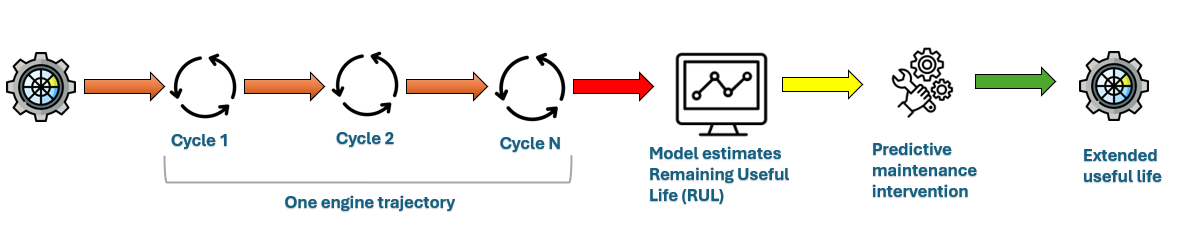 Cycle 1
Cycle 2
Cycle N
One engine trajectory
Model estimates
Remaining Useful
Life (RUL)
Predictive
maintenance
intervention
Extended
useful life